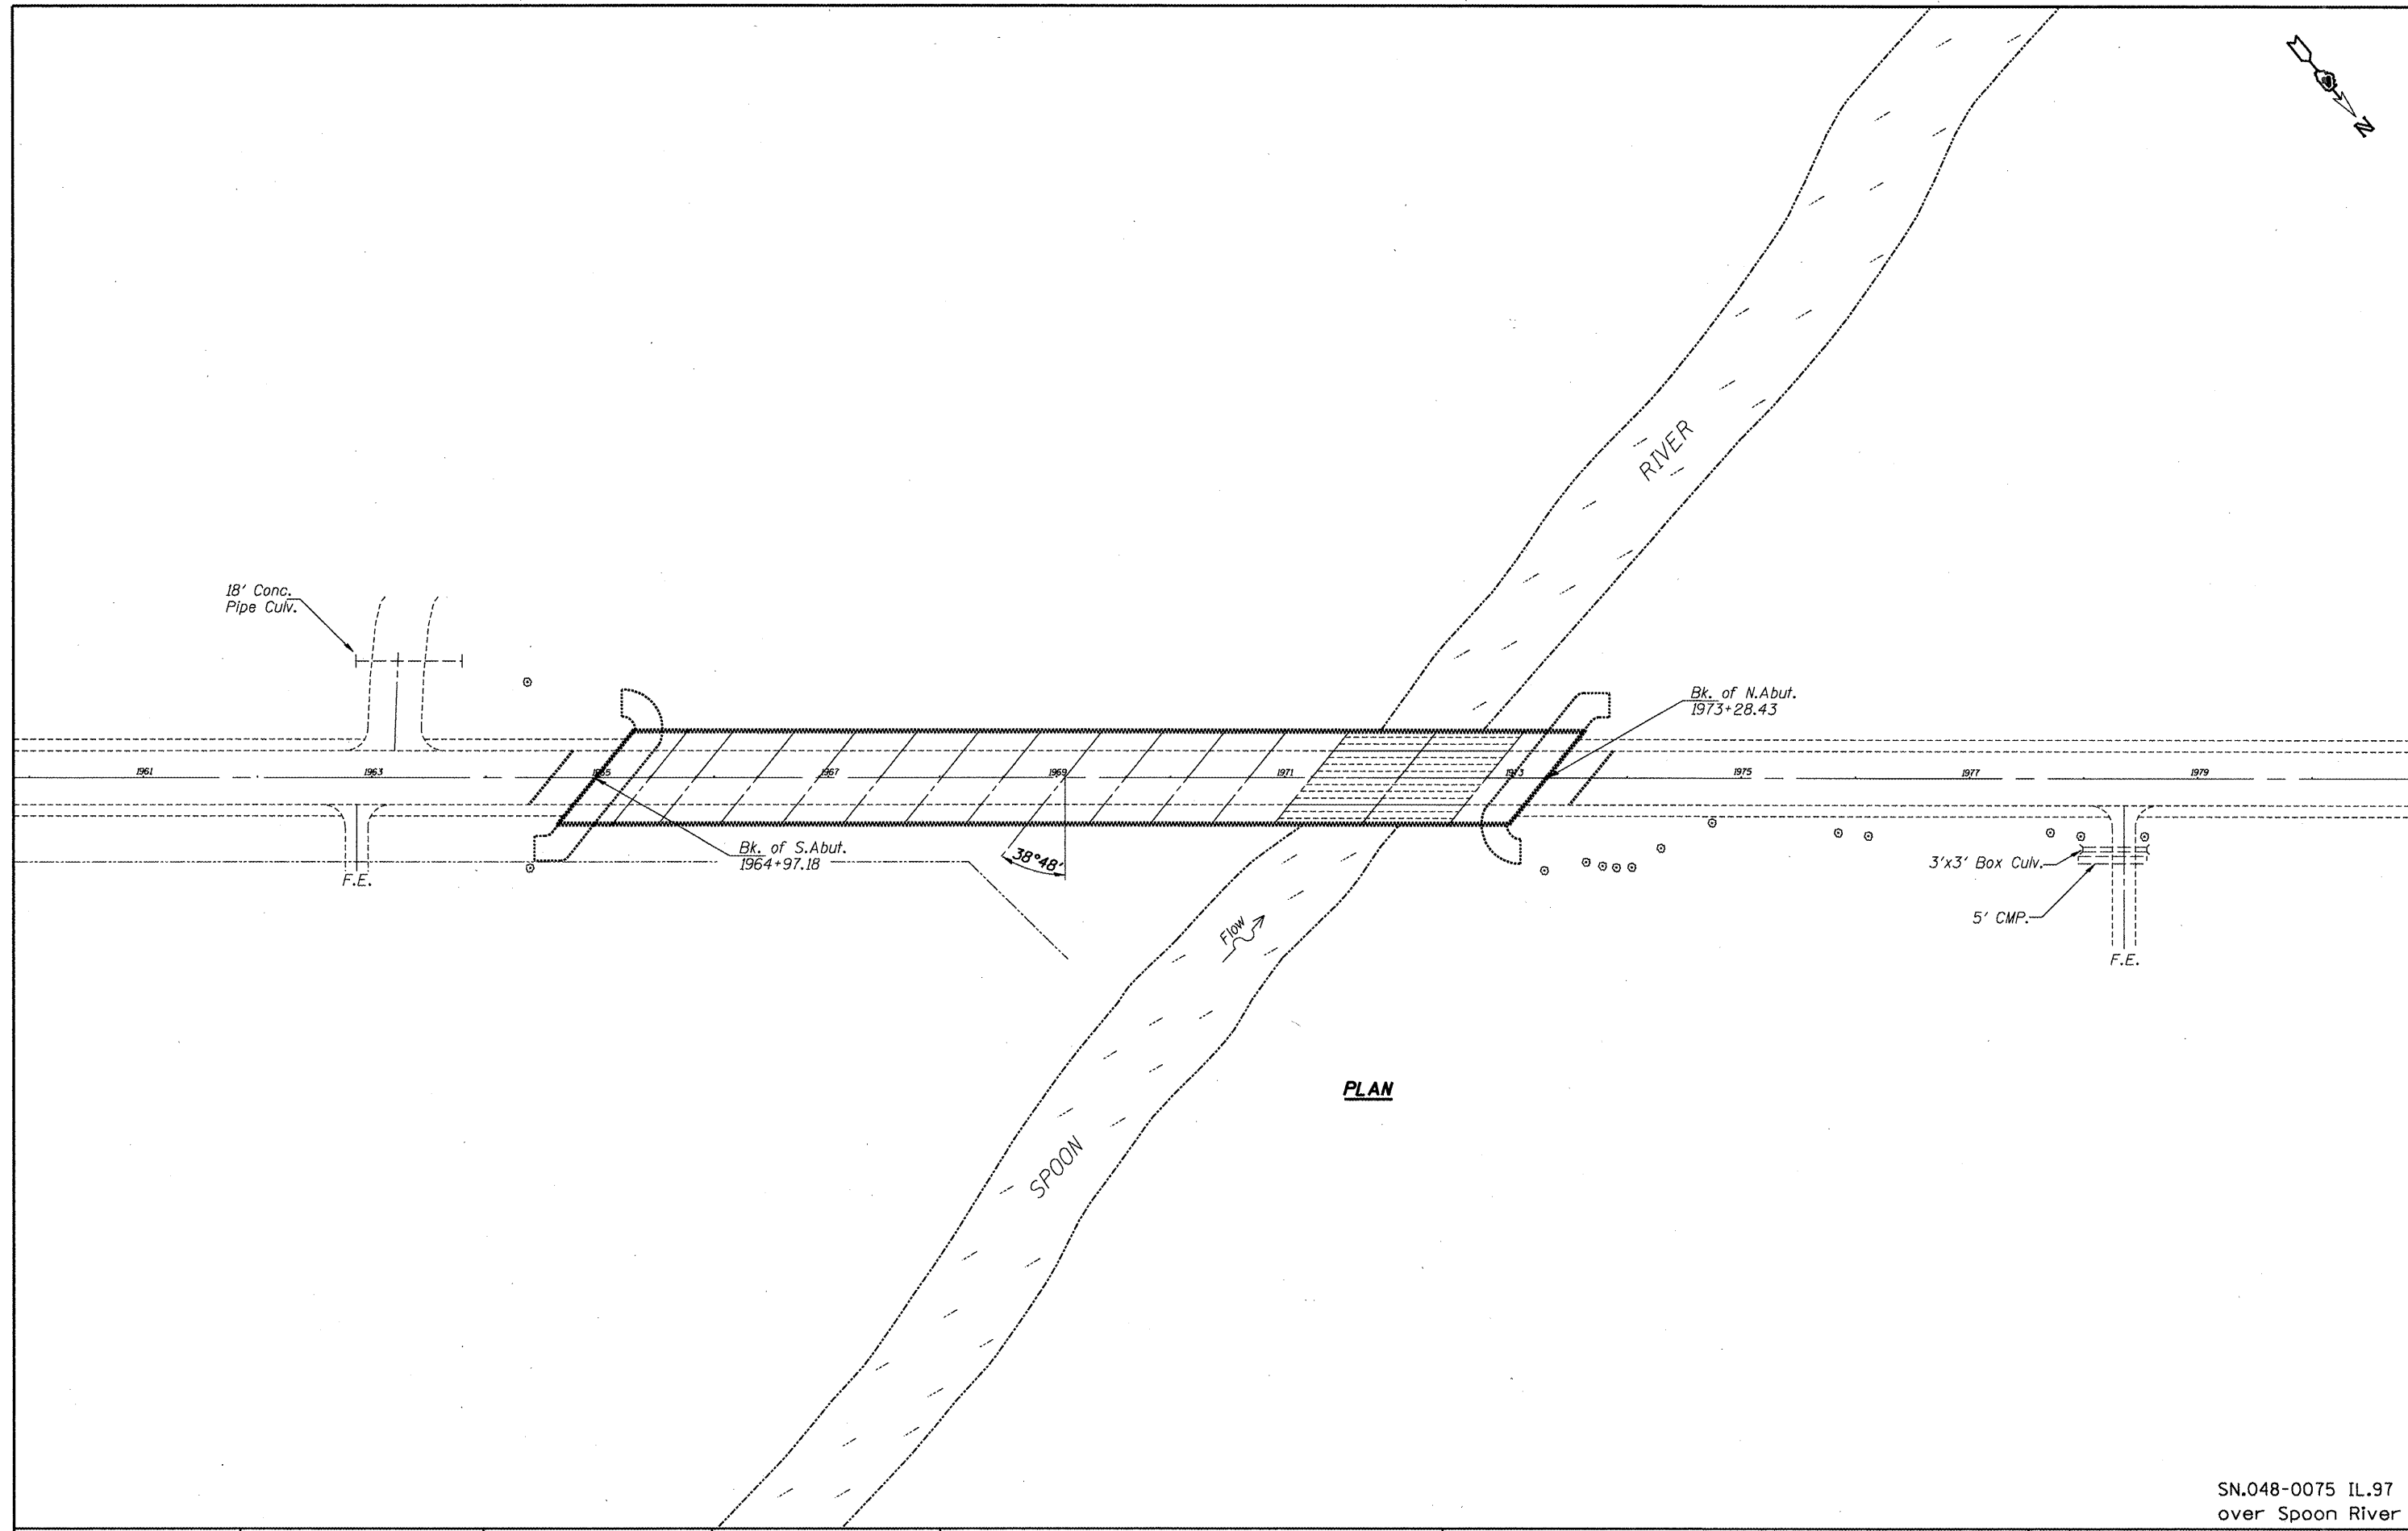 N
RIVER
18' Conc.
Pipe Culv.
Bk. of N.Abut.
1973+28.43
1961
1963
1965
1967
1969
1971
1973
1975
1977
1979
Bk. of S.Abut.
1964+97.18
38°48'
F.E.
3'x3' Box Culv.
5' CMP.
F.E.
Flow
PLAN
SPOON
SN.048-0075 IL.97
over Spoon River